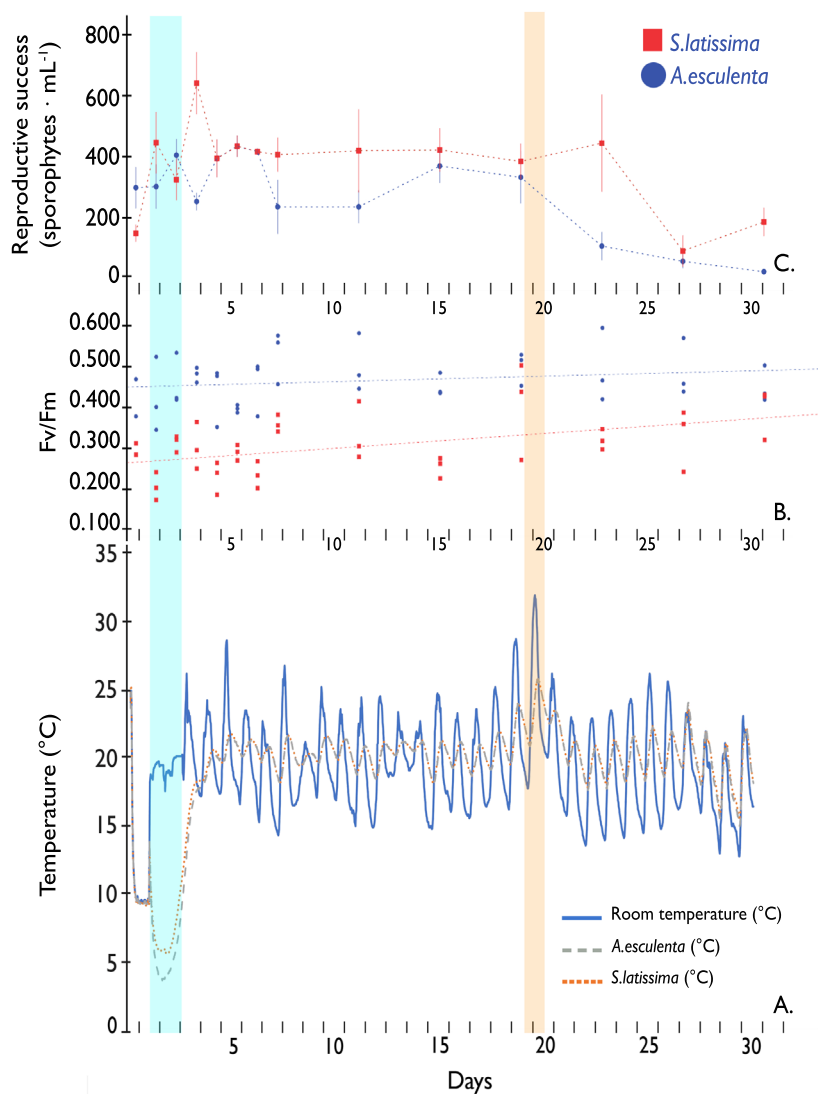 Reproductive success
(sporophytes · mL⁻¹)
800
600
400
200
0
S.latissima
A.esculenta
C.
5
10
15
20
25
30
Fv/Fm
0.600
0.500
0.400
0.300
0.200
0.100
B.
5
10
15
20
25
30
Temperature (°C)
35
30
25
20
15
10
5
0
Room temperature (°C)
A.esculenta (°C)
S.latissima (°C)
A.
5
10
15
20
25
30
Days